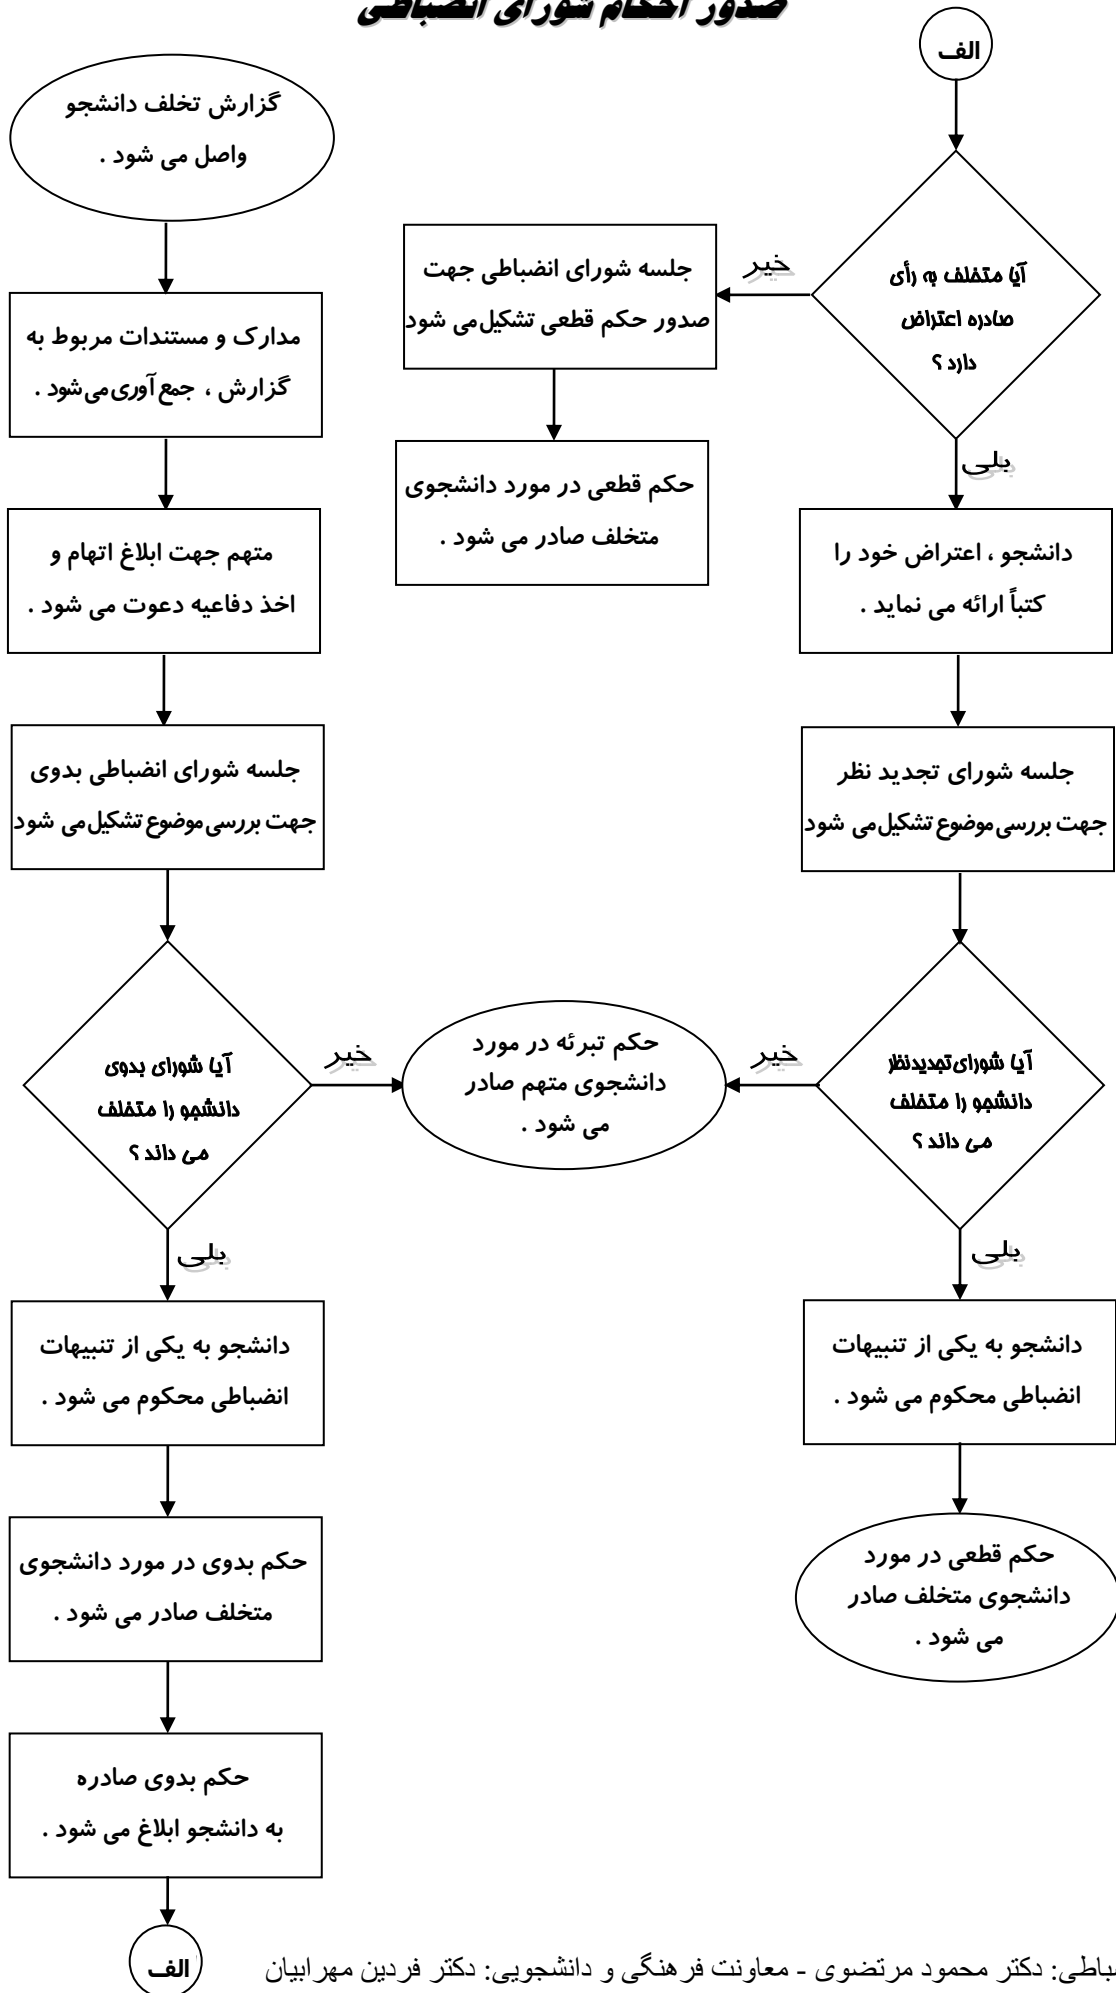 صدور احکام شورای انضباطی
گزارش تخلف دانشجو
واصل می شود .
مدارک و مستندات مربوط به
گزارش ، جمع آوری می‌شود .
متهم جهت ابلاغ اتهام و
اخذ دفاعیه دعوت می شود .
جلسه شورای انضباطی بدوی
جهت بررسی موضوع تشکیل می شود
آیا شورای بدوی
دانشجو را متخلف
می داند ؟
خیر
بلی
دانشجو به یکی از تنبیهات
انضباطی محکوم می شود .
حکم بدوی در مورد دانشجوی
متخلف صادر می شود .
حکم بدوی صادره
به دانشجو ابلاغ می شود .
الف
الف
آیا متخلف به رأی
صادره اعتراض
دارد ؟
خیر
جلسه شورای انضباطی جهت
صدور حکم قطعی تشکیل می شود
حکم قطعی در مورد دانشجوی
متخلف صادر می شود .
بلی
دانشجو ، اعتراض خود را
کتباً ارائه می نماید .
جلسه شورای تجدید نظر
جهت بررسی موضوع تشکیل می شود
آیا شورای تجدیدنظر
دانشجو را متخلف
می داند ؟
خیر
حکم تبرئه در مورد
دانشجوی متهم صادر
می شود .
بلی
دانشجو به یکی از تنبیهات
انضباطی محکوم می شود .
حکم قطعی در مورد
دانشجوی متخلف صادر
می شود .
باطی: دکتر محمود مرتضوی - معاونت فرهنگی و دانشجویی: دکتر فردین مهرابیان